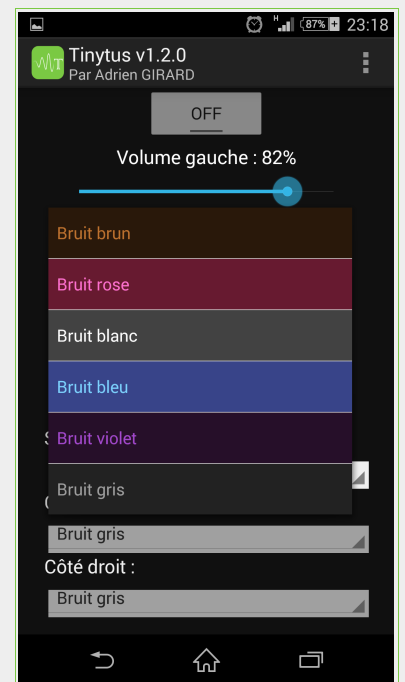 H 87% 23:18
Tinytus v1.2.0
Par Adrien GIRARD
OFF
Volume gauche : 82%
Bruit brun
Bruit rose
Bruit blanc
Bruit bleu
Bruit violet
Bruit gris
Bruit gris
Côté droit :
Bruit gris